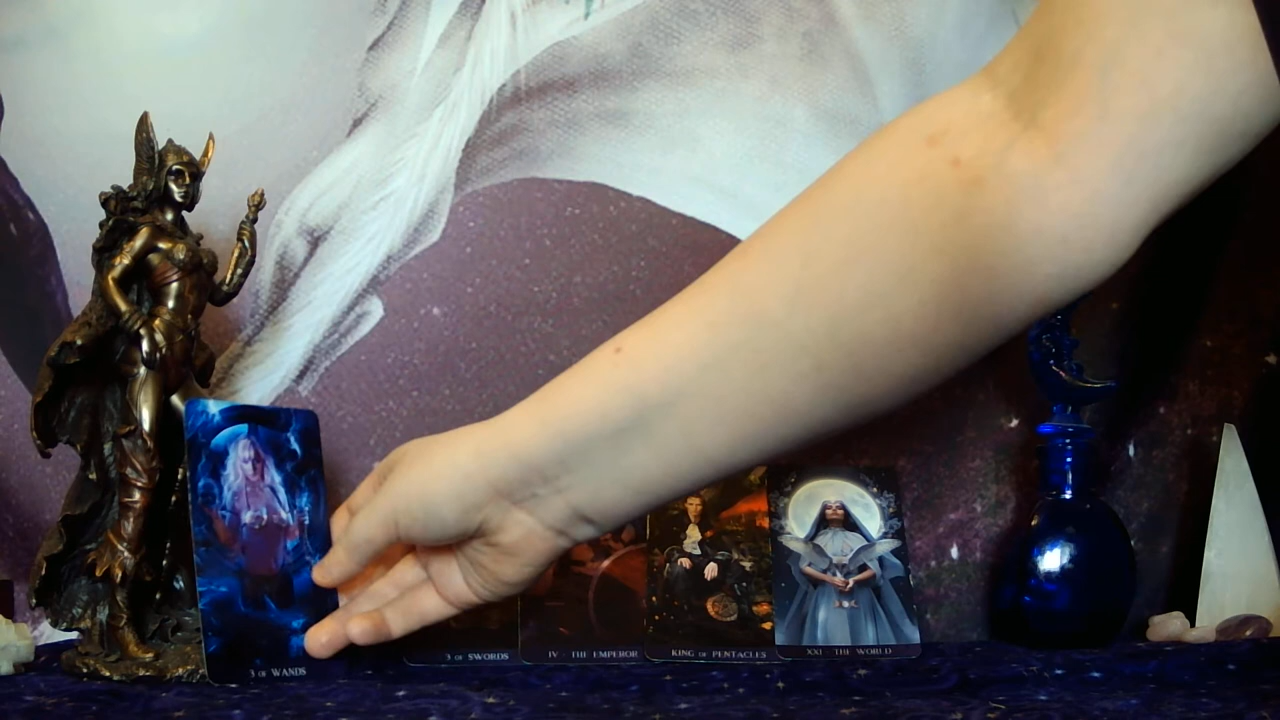 3 OF WANDS
3 OF SWORDS
IV · THE EMPEROR
KING OF PENTACLES
XXI · THE WORLD